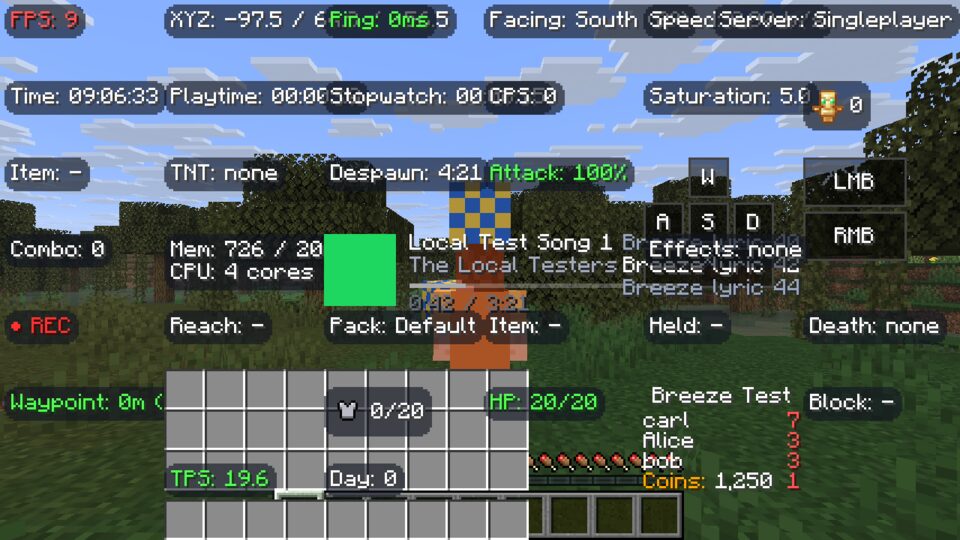 FPS: 9
XYZ: -97.5 / 6
Ring: 0ms
5
Facing: South
Speed
Server: Singleplayer
Time: 09:06:33
Playtime: 00:00
Stopwatch: 00
CPS: 0
Saturation: 5.0
0
Item: -
TNT: none
Despawn: 4:21
Attack: 100%
W
LMB
A S D
RMB
Combo: 0
Mem: 726 / 20
CPU: 4 cores
Local Test Song 1
The Local Testers
0:42 / 3:21
Breeze lyric
Effects: none
Breeze lyric 42
Breeze lyric 44
REC
Reach: -
Pack: Default
Item: -
Held: -
Death: none
Waypoint: 0m (
0/20
HP: 20/20
Breeze Test
Block: -
carl 7
Alice 3
bob 3
Coins: 1,250 1
TPS: 19.6
Day: 0